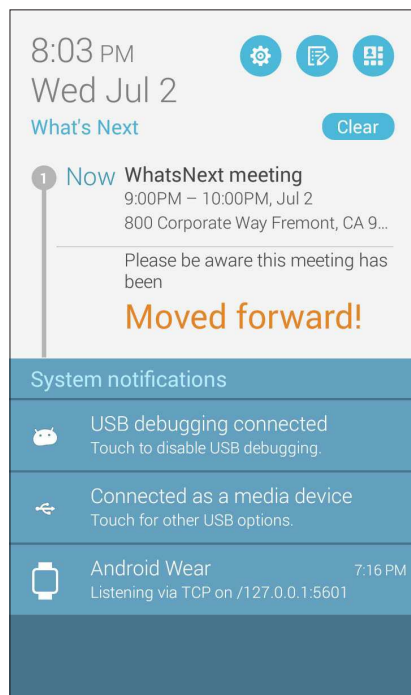 8:03 PM
Wed Jul 2
What's Next
Clear
1
Now WhatsNext meeting
9:00PM – 10:00PM, Jul 2
800 Corporate Way Fremont, CA 9...
Please be aware this meeting has
been
Moved forward!
System notifications
USB debugging connected
Touch to disable USB debugging.
Connected as a media device
Touch for other USB options.
Android Wear 7:16 PM
Listening via TCP on /127.0.0.1:5601